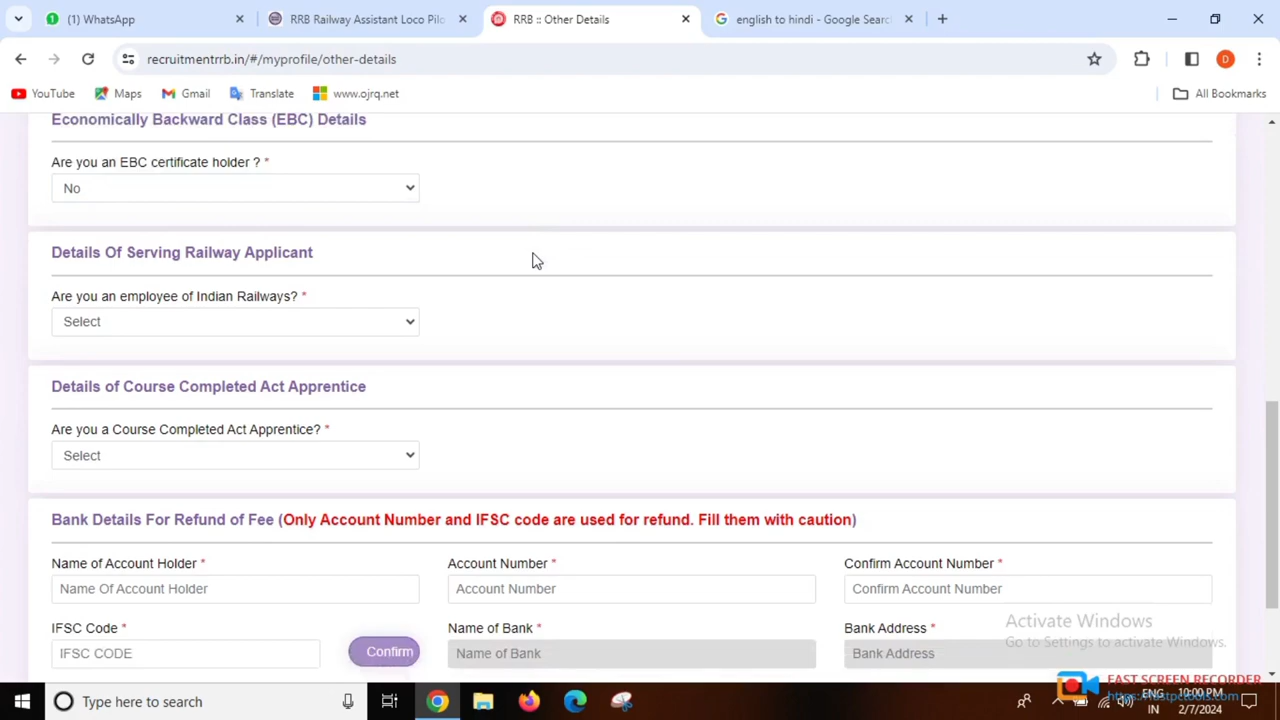 (1) WhatsApp
RRB Railway Assistant Loco Pilo
RRB :: Other Details
english to hindi - Google Searc
recruitmentrrb.in/#/myprofile/other-details
D
YouTube
Maps
Gmail
Translate
www.ojrq.net
All Bookmarks
Economically Backward Class (EBC) Details
Are you an EBC certificate holder ? *
No
Details Of Serving Railway Applicant
Are you an employee of Indian Railways? *
Select
Details of Course Completed Act Apprentice
Are you a Course Completed Act Apprentice? *
Select
Bank Details For Refund of Fee (Only Account Number and IFSC code are used for refund. Fill them with caution)
Name of Account Holder * Account Number * Confirm Account Number *
Name Of Account Holder Account Number Confirm Account Number
IFSC Code * Name of Bank * Bank Address *
IFSC CODE Confirm Name of Bank Bank Address
Activate Windows
Go to Settings to activate Windows.
FAST SCREEN RECORDER
Type here to search
ENG 10:00 PM
IN 2/7/2024